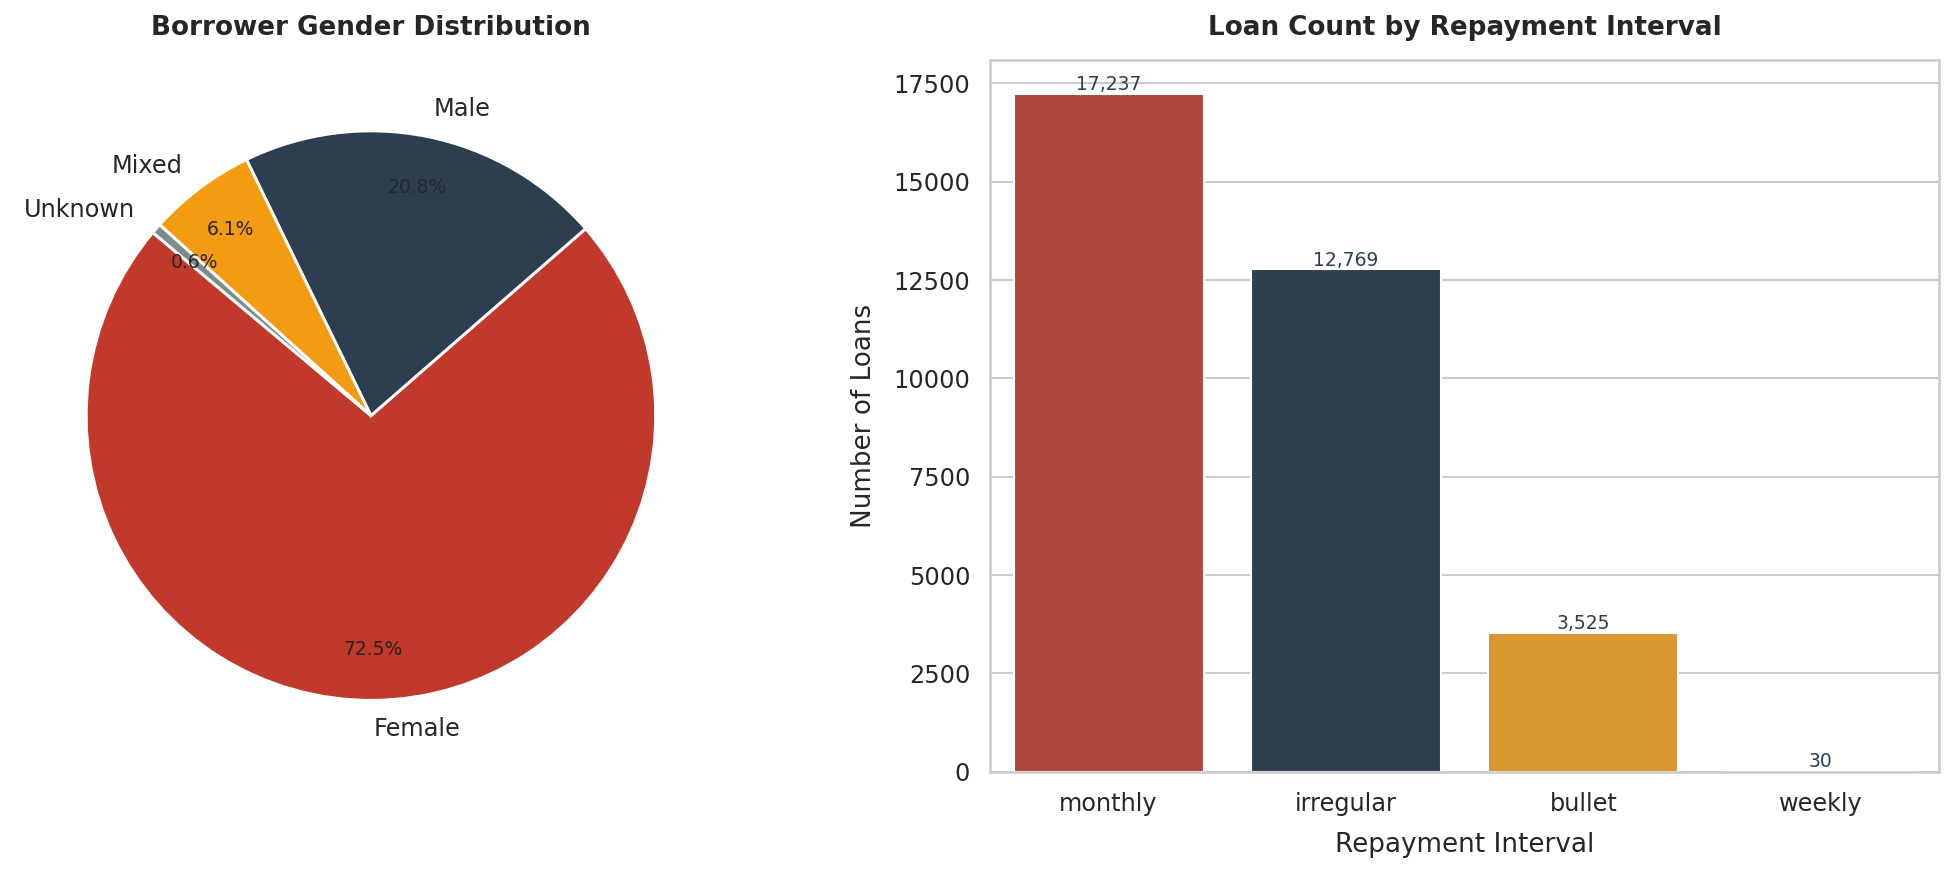 Borrower Gender Distribution
Male
Mixed
Unknown
20.8%
6.1%
0.6%
72.5%
Female
Loan Count by Repayment Interval
Number of Loans
17500
15000
12500
10000
7500
5000
2500
0
17,237
12,769
3,525
30
monthly
irregular
bullet
weekly
Repayment Interval